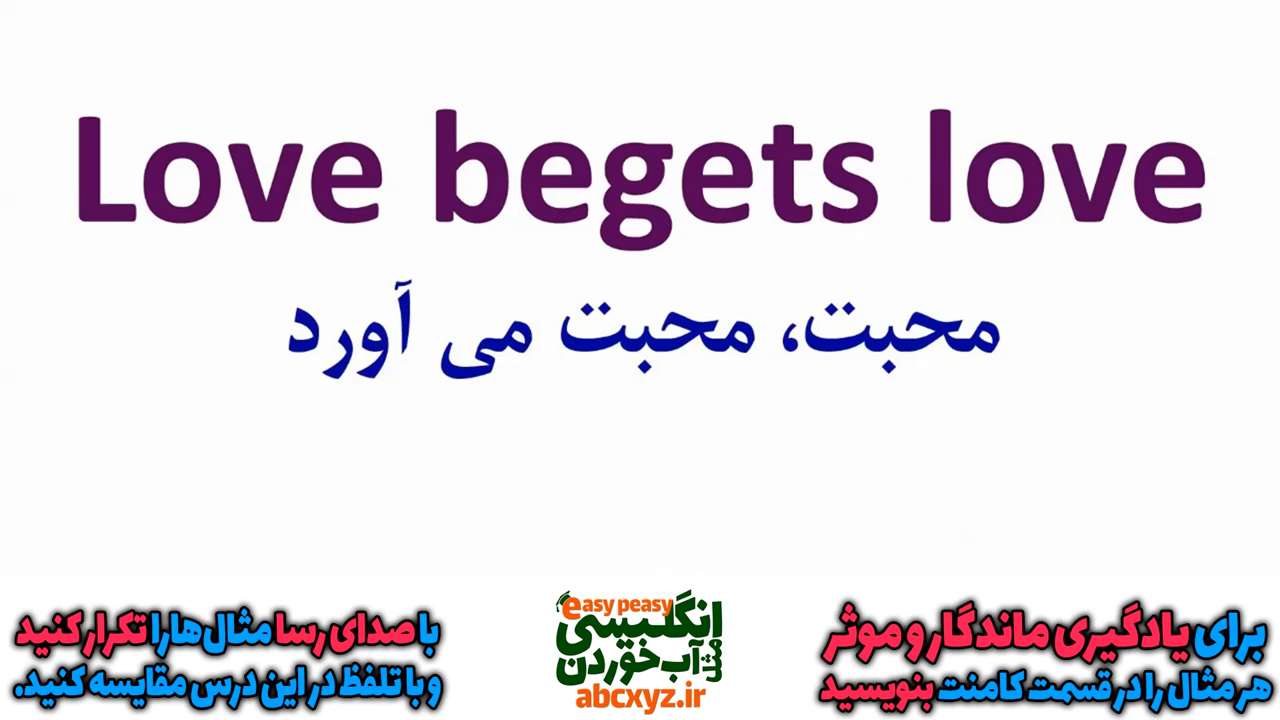 Love begets love
محبت، محبت می آورد
برای یادگیری ماندگار و موثر
هر مثال را در قسمت کامنت بنویسید
easy peasy
انگلیسی
مثل آب خوردن
abcxyz.ir
با صدای رسا مثال‌ها را تکرار کنید
و با تلفظ در این درس مقایسه کنید.